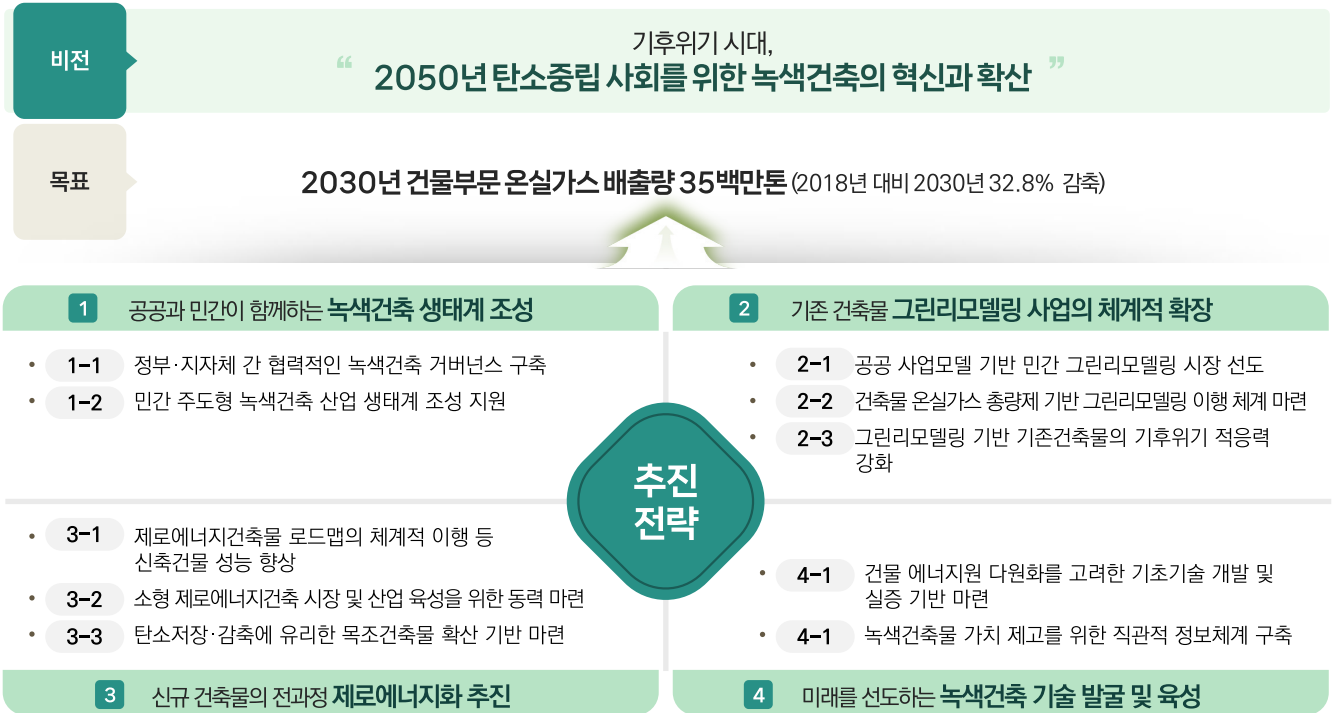 비전
기후위기 시대,
“ 2050년 탄소중립 사회를 위한 녹색건축의 혁신과 확산 ”
목표
2030년 건물부문 온실가스 배출량 35백만톤 (2018년 대비 2030년 32.8% 감축)
1 공공과 민간이 함께하는 녹색건축 생태계 조성
• 1-1 정부·지자체 간 협력적인 녹색건축 거버넌스 구축
• 1-2 민간 주도형 녹색건축 산업 생태계 조성 지원
2 기존 건축물 그린리모델링 사업의 체계적 확장
• 2-1 공공 사업모델 기반 민간 그린리모델링 시장 선도
• 2-2 건축물 온실가스 총량제 기반 그린리모델링 이행 체계 마련
• 2-3 그린리모델링 기반 기존건축물의 기후위기 적응력
강화
추진
전략
• 3-1 제로에너지건축물 로드맵의 체계적 이행 등
신축건물 성능 향상
• 3-2 소형 제로에너지건축 시장 및 산업 육성을 위한 동력 마련
• 3-3 탄소저장·감축에 유리한 목조건축물 확산 기반 마련
3 신규 건축물의 전과정 제로에너지화 추진
• 4-1 건물 에너지원 다원화를 고려한 기초기술 개발 및
실증 기반 마련
• 4-1 녹색건축물 가치 제고를 위한 직관적 정보체계 구축
4 미래를 선도하는 녹색건축 기술 발굴 및 육성